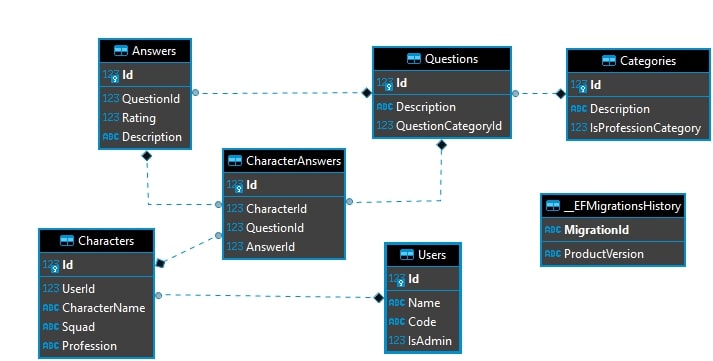 Answers
123 Id
123 QuestionId
123 Rating
ABC Description
Questions
123 Id
ABC Description
123 QuestionCategoryId
Categories
123 Id
ABC Description
123 IsProfessionCategory
CharacterAnswers
123 Id
123 CharacterId
123 QuestionId
123 AnswerId
__EFMigrationsHistory
ABC MigrationId
ABC ProductVersion
Characters
123 Id
123 UserId
ABC CharacterName
ABC Squad
ABC Profession
Users
123 Id
ABC Name
ABC Code
123 IsAdmin